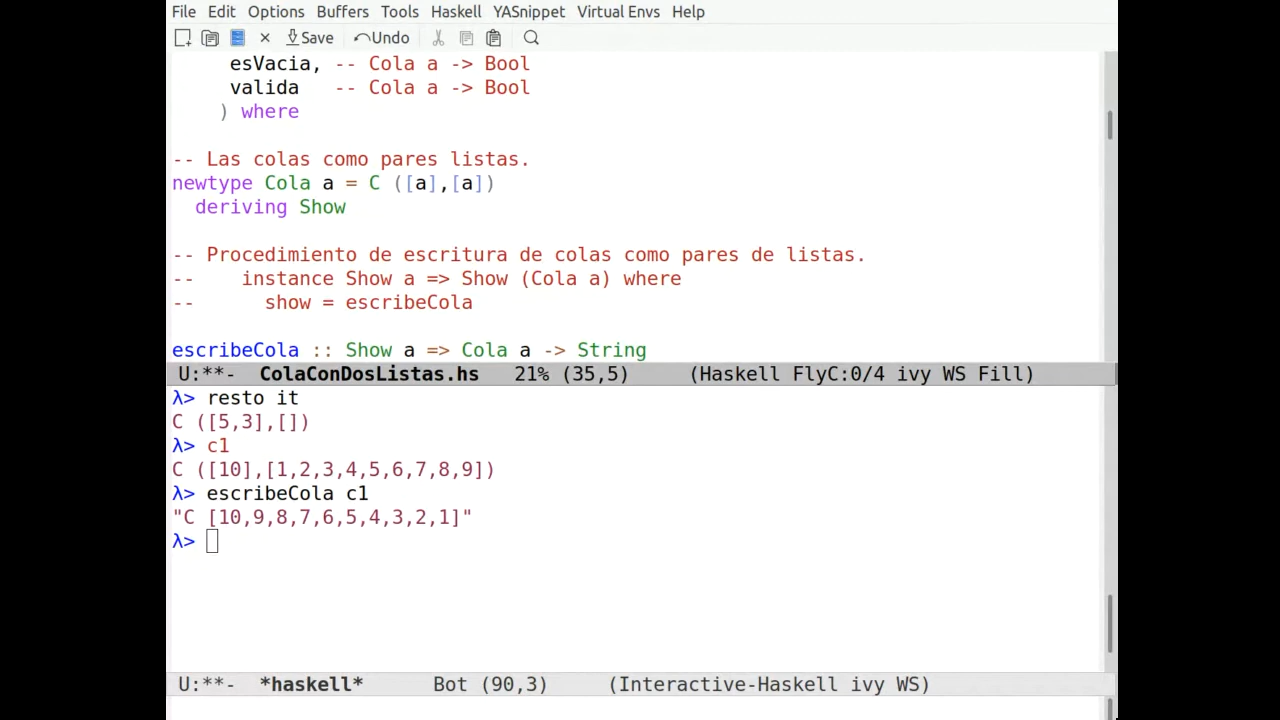 File Edit Options Buffers Tools Haskell YASnippet Virtual Envs Help
Save Undo
esVacia, -- Cola a -> Bool
valida   -- Cola a -> Bool
) where
-- Las colas como pares listas.
newtype Cola a = C ([a],[a])
  deriving Show
-- Procedimiento de escritura de colas como pares de listas.
--    instance Show a => Show (Cola a) where
--      show = escribeCola
escribeCola :: Show a => Cola a -> String
U:**-  ColaConDosListas.hs   21% (35,5)     (Haskell FlyC:0/4 ivy WS Fill)
λ> resto it
C ([5,3],[])
λ> c1
C ([10],[1,2,3,4,5,6,7,8,9])
λ> escribeCola c1
"C [10,9,8,7,6,5,4,3,2,1]"
λ>
U:**-  *haskell*      Bot (90,3)     (Interactive-Haskell ivy WS)